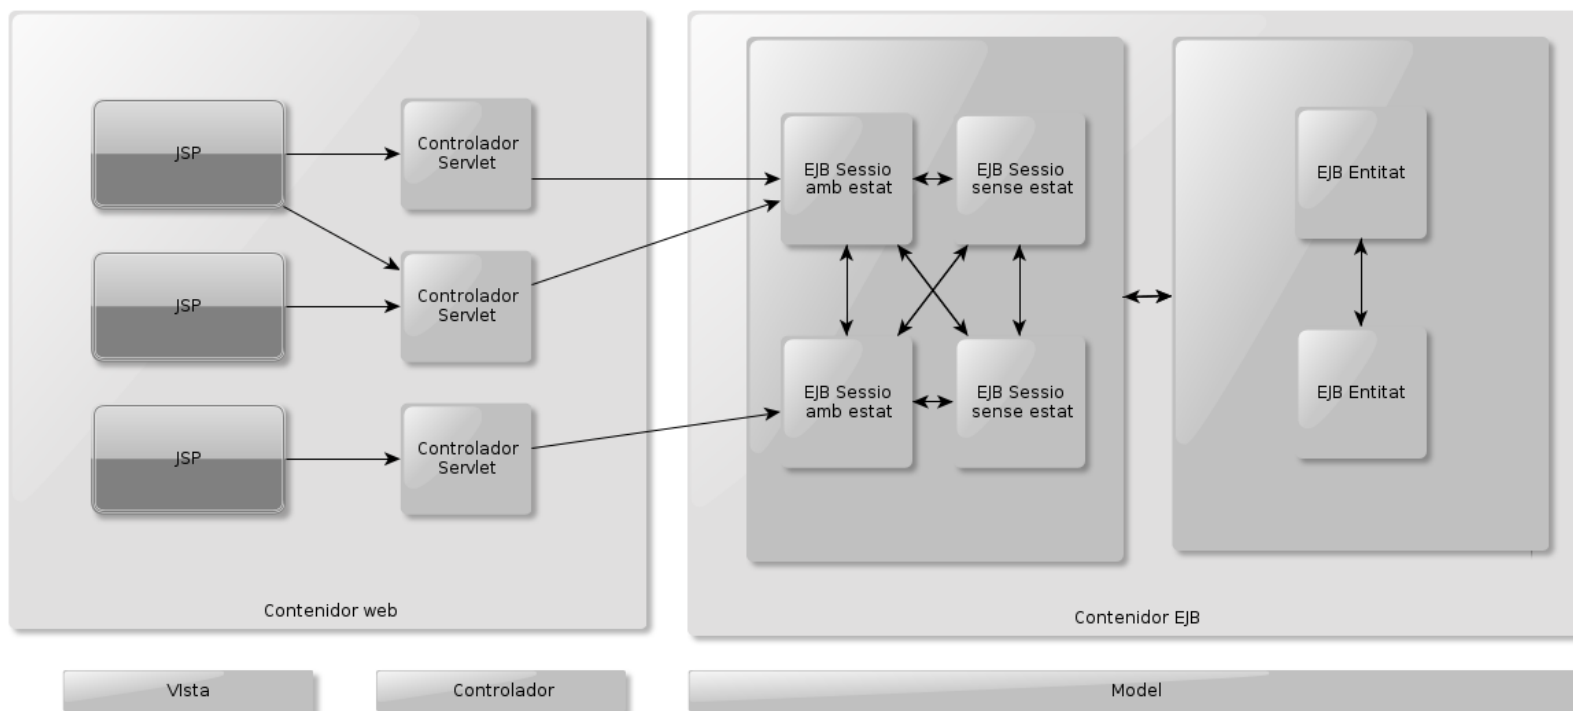 JSP
Controlador
Servlet
EJB Sessio
amb estat
EJB Sessio
sense estat
EJB Entitat
JSP
Controlador
Servlet
JSP
Controlador
Servlet
EJB Sessio
amb estat
EJB Sessio
sense estat
EJB Entitat
Contenidor web
Contenidor EJB
VIsta
Controlador
Model